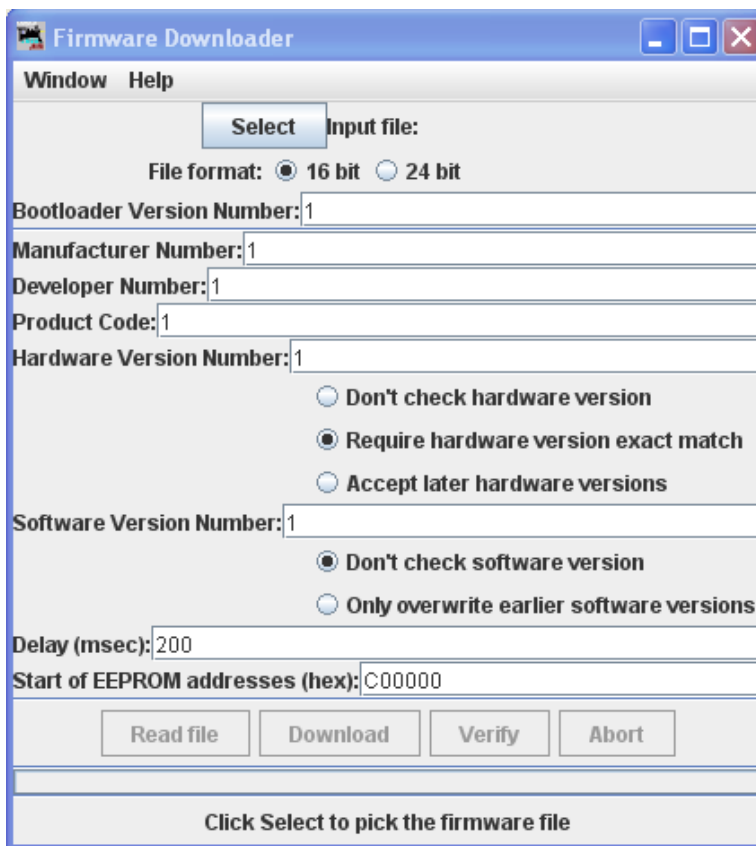 Firmware Downloader
Window Help
Select Input file:
File format: 16 bit 24 bit
Bootloader Version Number: 1
Manufacturer Number: 1
Developer Number: 1
Product Code: 1
Hardware Version Number: 1
Don't check hardware version
Require hardware version exact match
Accept later hardware versions
Software Version Number: 1
Don't check software version
Only overwrite earlier software versions
Delay (msec): 200
Start of EEPROM addresses (hex): C00000
Read file Download Verify Abort
Click Select to pick the firmware file